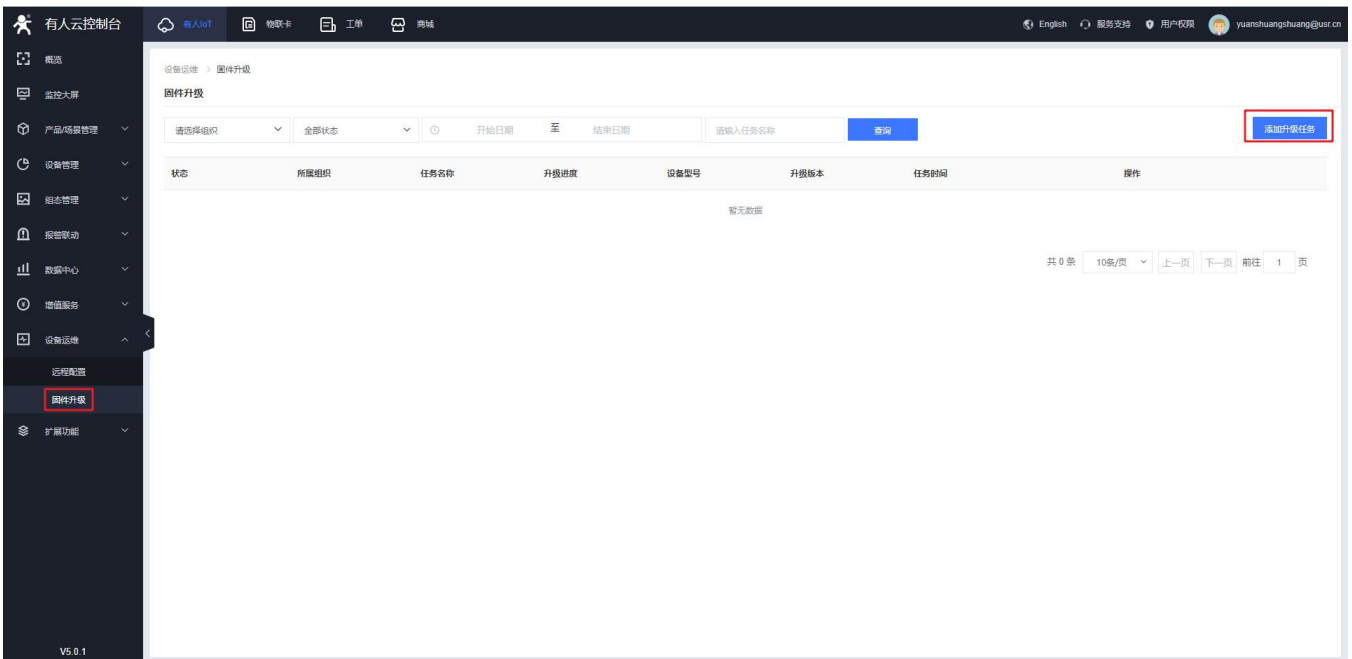 有人云控制台 有人IoT 物联卡 工单 商城 English 服务支持 用户权限 yuanshuangshuang@usr.cn
概览
监控大屏
产品/场景管理
设备管理
组态管理
报警联动
数据中心
增值服务
设备运维
远程配置
固件升级
扩展功能
V5.0.1
设备运维 > 固件升级
固件升级
请选择组织 全部状态 开始日期 至 结束日期 请输入任务名称 查询 添加升级任务
状态 所属组织 任务名称 升级进度 设备型号 升级版本 任务时间 操作
暂无数据
共 0 条 10条/页 上一页 下一页 前往 1 页